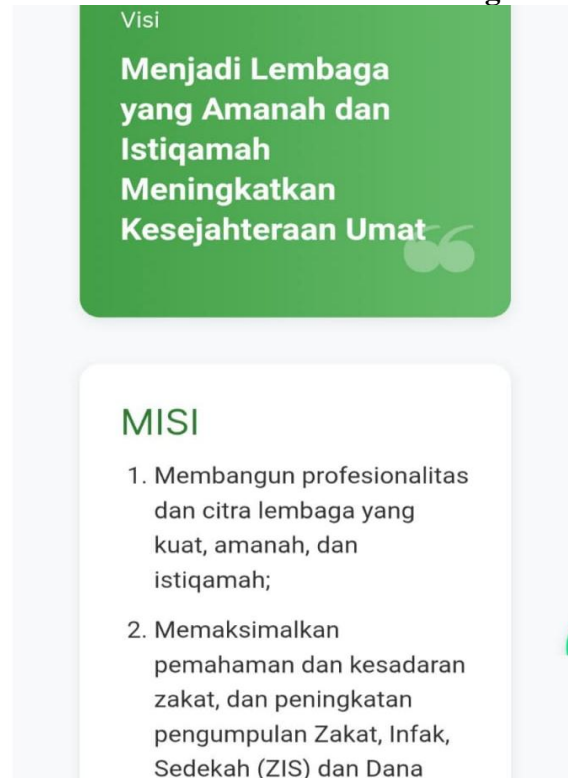 Visi
Menjadi Lembaga
yang Amanah dan
Istiqamah
Meningkatkan
Kesejahteraan Umat
MISI
1. Membangun profesionalitas
dan citra lembaga yang
kuat, amanah, dan
istiqamah;
2. Memaksimalkan
pemahaman dan kesadaran
zakat, dan peningkatan
pengumpulan Zakat, Infak,
Sedekah (ZIS) dan Dana